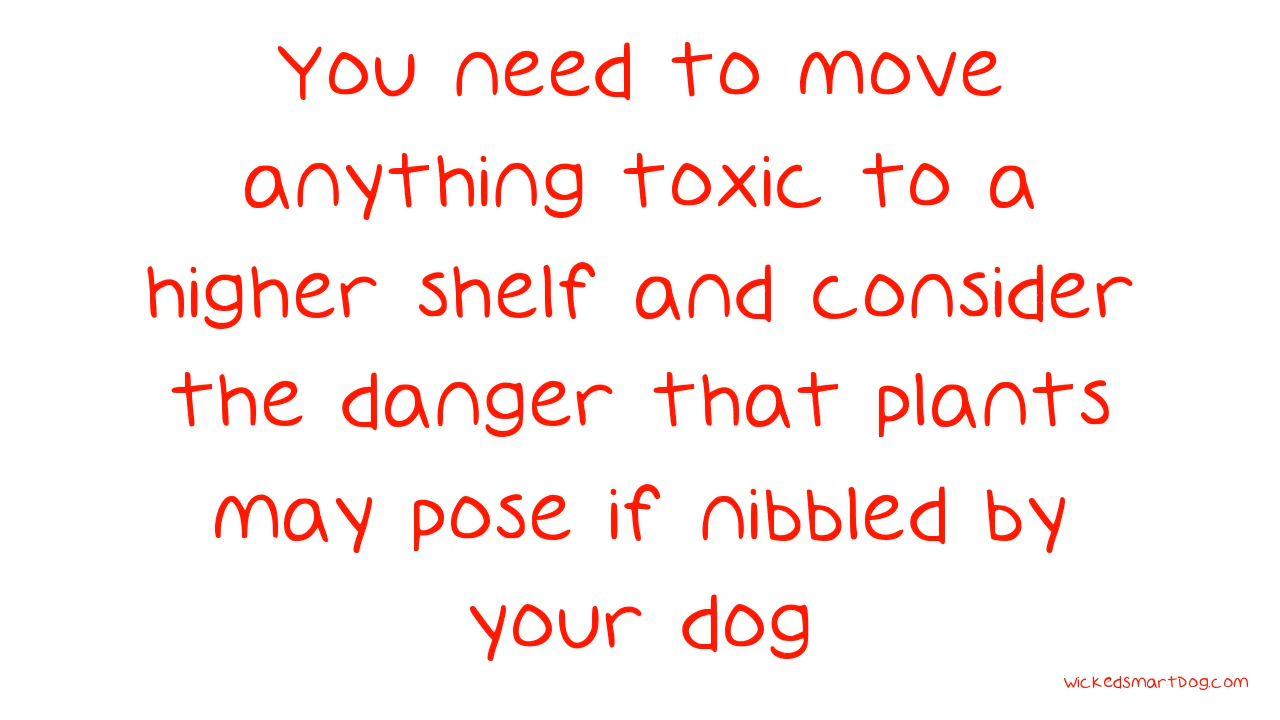 You need to move
anything toxic to a
higher shelf and consider
the danger that plants
may pose if nibbled by
your dog
wickedsmartDog.com